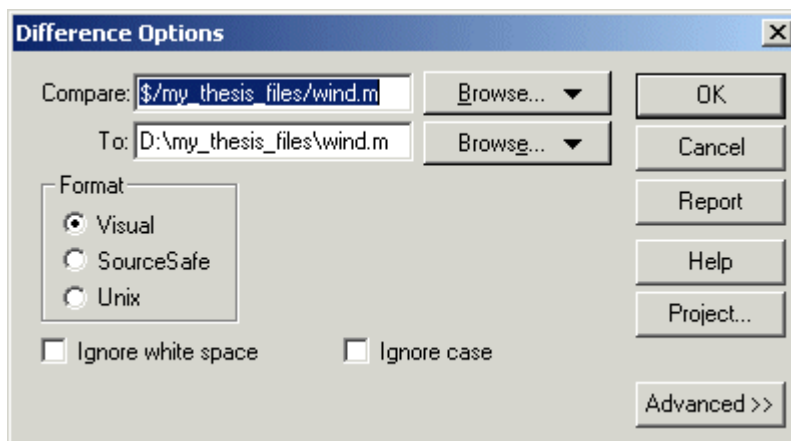 Difference Options
Compare: $/my_thesis_files/wind.m Browse... OK
To: D:\my_thesis_files\wind.m Browse... Cancel
Format
Visual
SourceSafe
Unix
Report
Help
Project...
Ignore white space Ignore case
Advanced >>